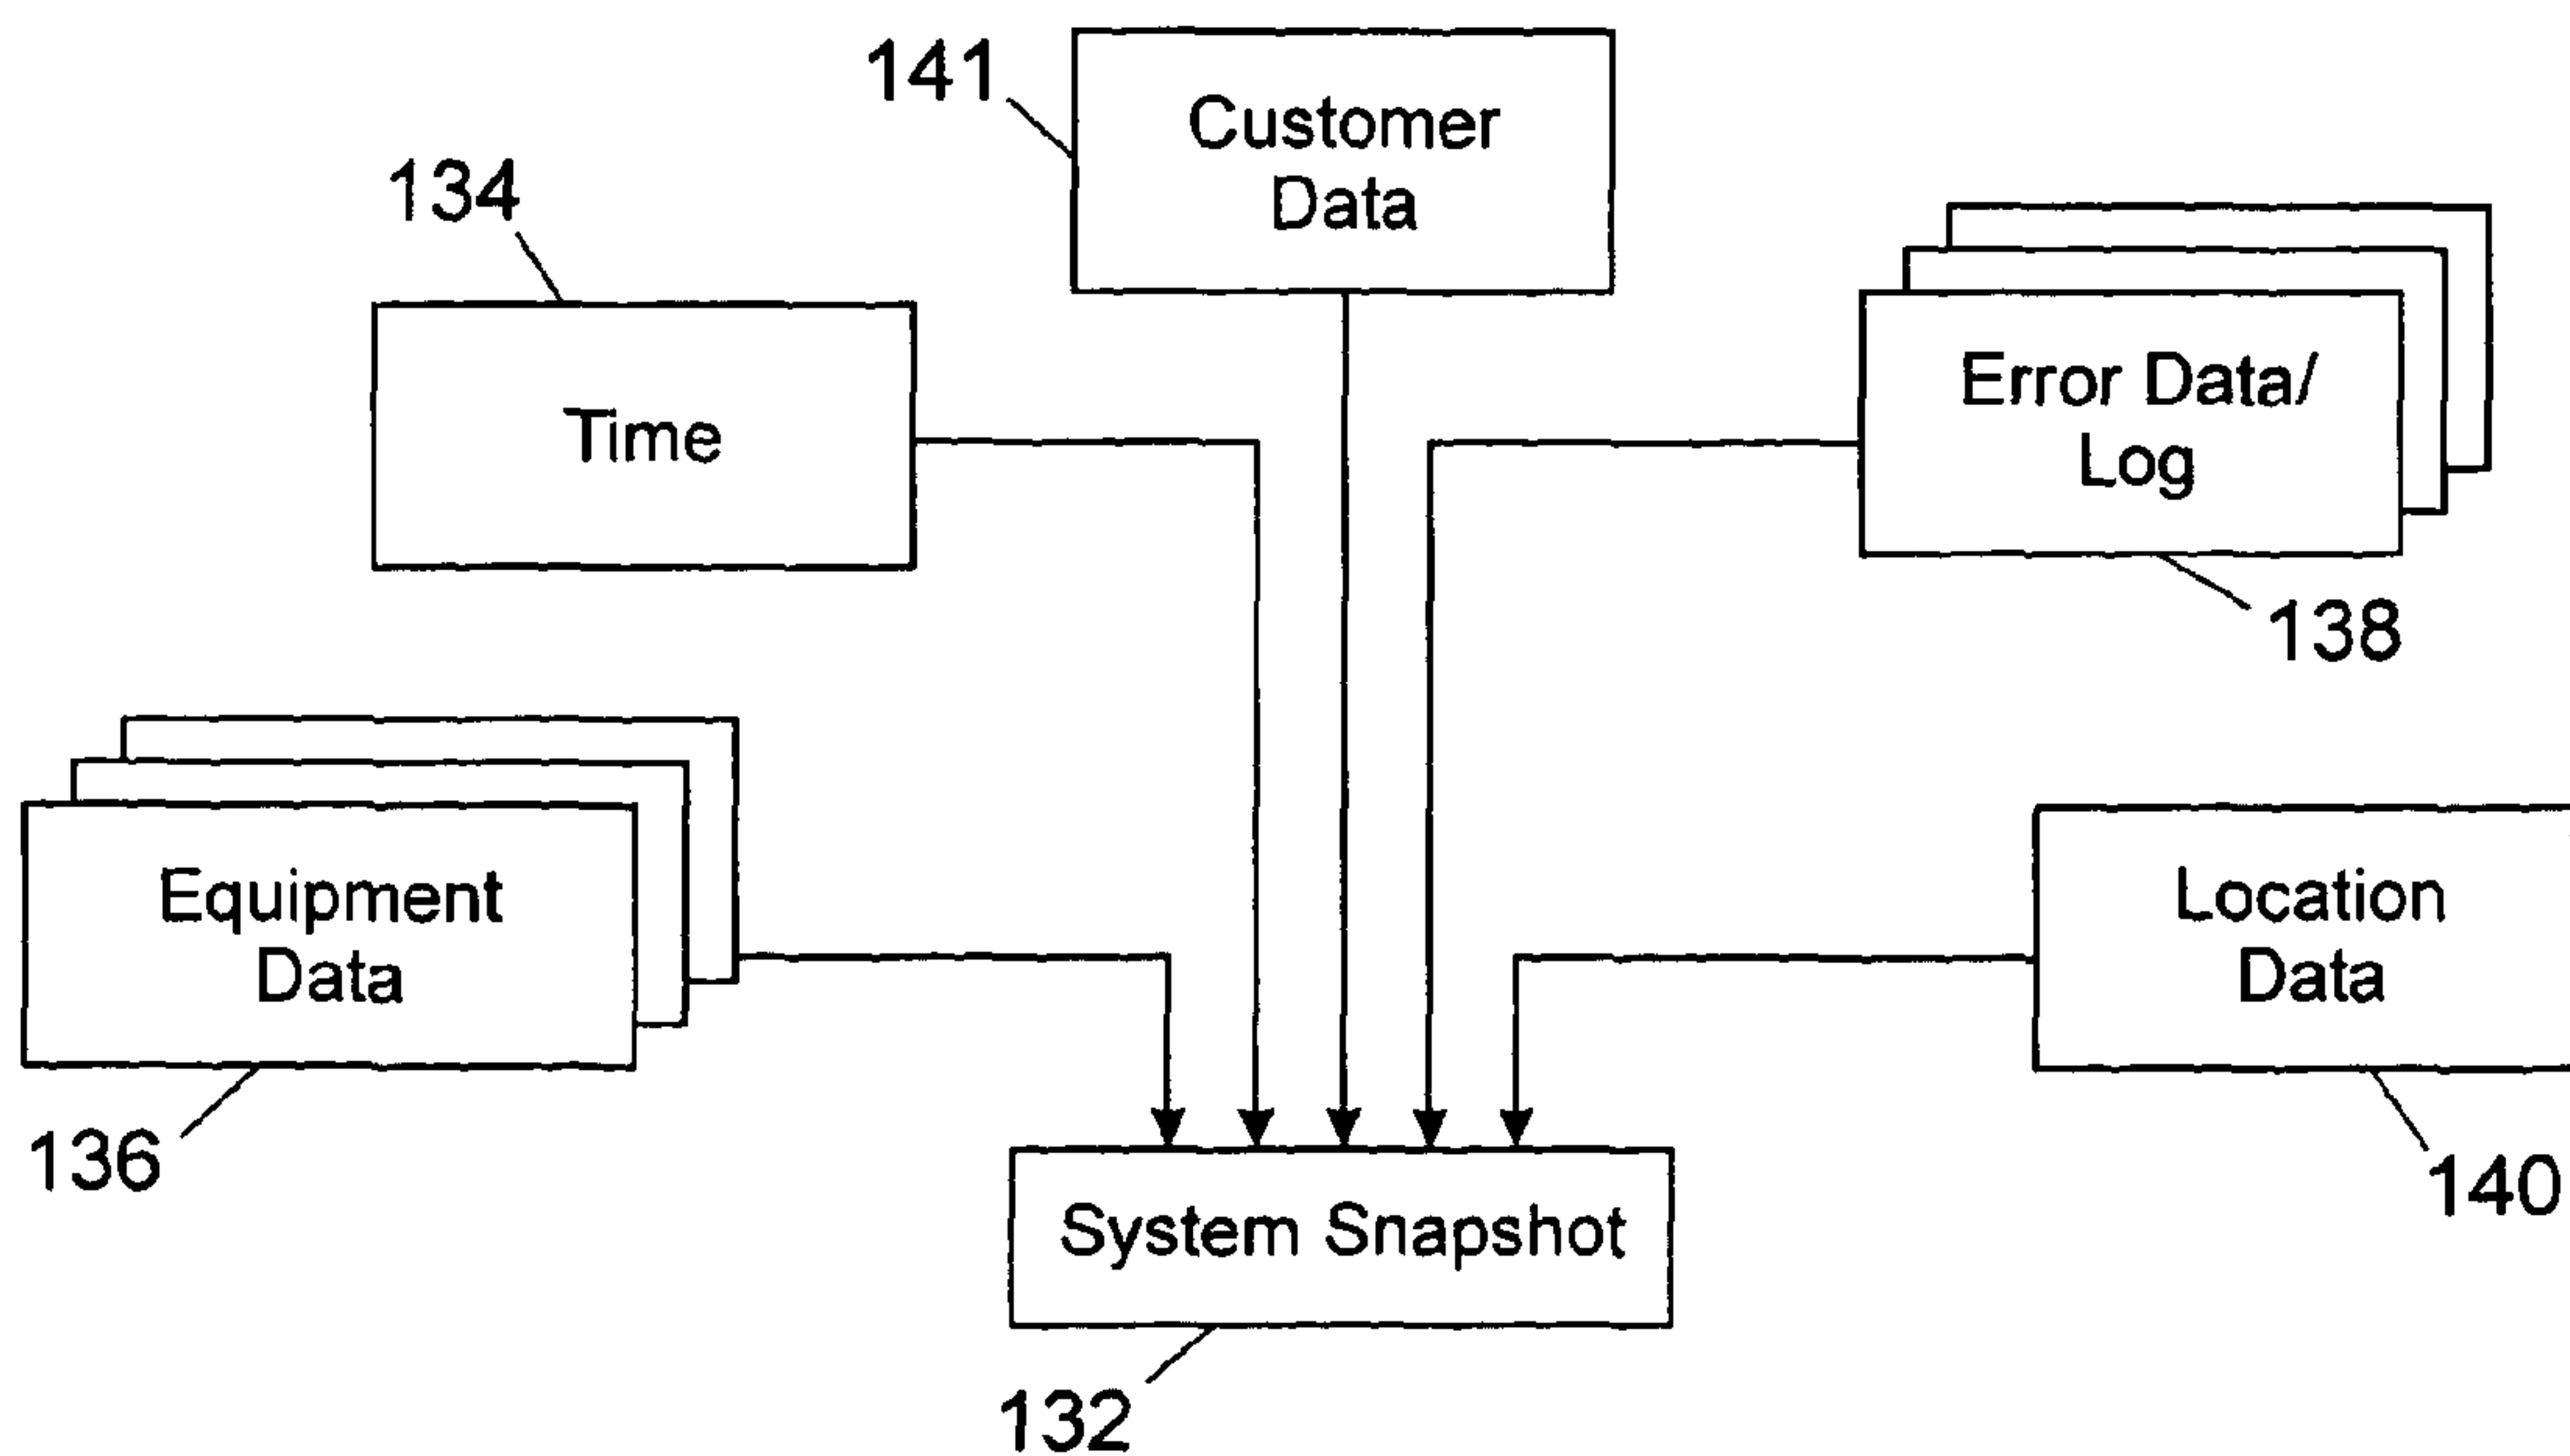 141
Customer
Data
134
Time
Error Data/
Log
138
Equipment
Data
136
Location
Data
140
System Snapshot
132